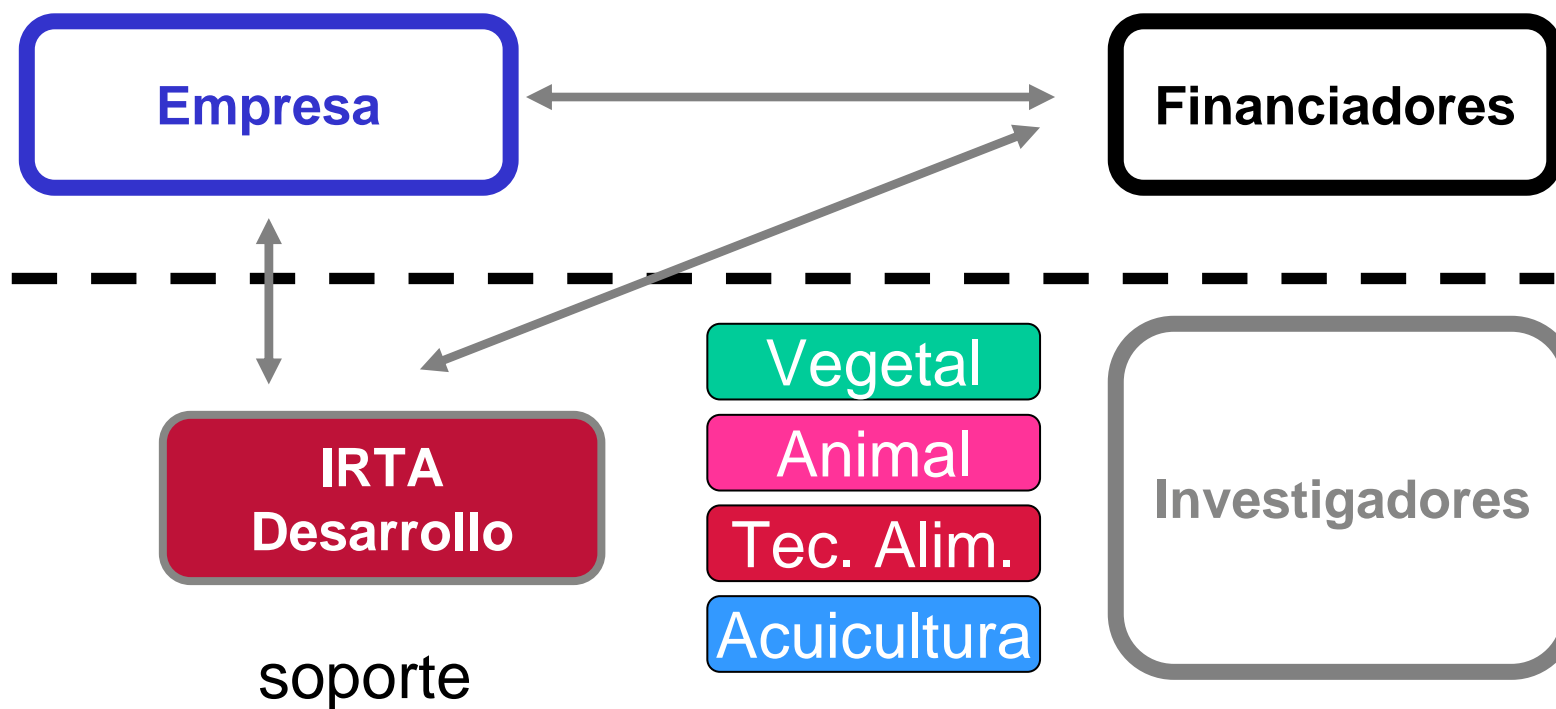 Empresa
Financiadores
IRTA
Desarrollo
soporte
Vegetal
Animal
Tec. Alim.
Acuicultura
Investigadores